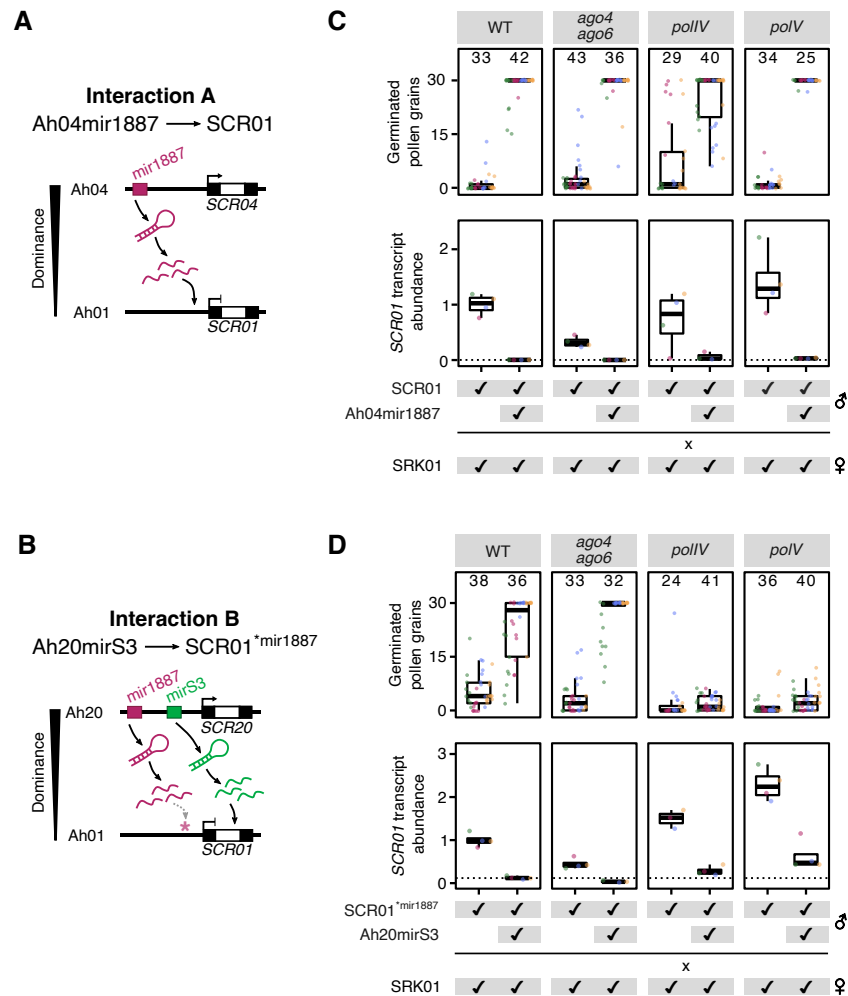 A
Interaction A
Ah04mir1887 → SCR01
mir1887
Ah04
SCR04
Dominance
Ah01
SCR01
B
Interaction B
Ah20mirS3 → SCR01*mir1887
mir1887
mirS3
Ah20
SCR20
Dominance
*
Ah01
SCR01
C
WT
ago4
ago6
polIV
polV
33 42 43 36 29 40 34 25
Germinated
pollen grains
30
15
0
SCR01 transcript
abundance
2
1
0
SCR01 ✓ ✓ ✓ ✓ ✓ ✓ ✓ ✓
Ah04mir1887 ✓ ✓ ✓ ✓
♂
x
SRK01 ✓ ✓ ✓ ✓ ✓ ✓ ✓ ✓ ♀
D
WT
ago4
ago6
polIV
polV
38 36 33 32 24 41 36 40
Germinated
pollen grains
30
15
0
SCR01 transcript
abundance
3
2
1
0
SCR01*mir1887 ✓ ✓ ✓ ✓ ✓ ✓ ✓ ✓
Ah20mirS3 ✓ ✓ ✓ ✓
♂
x
SRK01 ✓ ✓ ✓ ✓ ✓ ✓ ✓ ✓ ♀